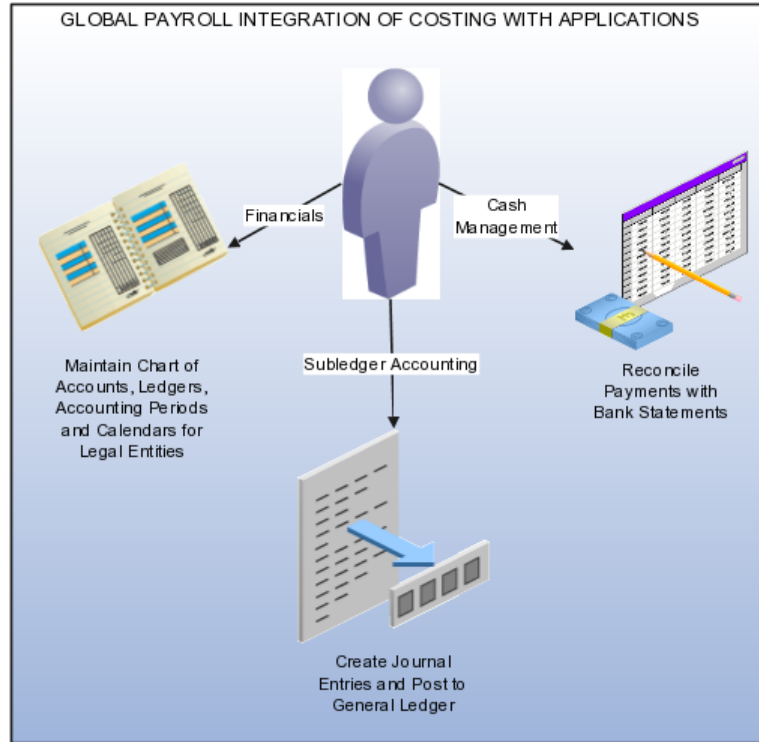 GLOBAL PAYROLL INTEGRATION OF COSTING WITH APPLICATIONS
Financials
Cash
Management
Maintain Chart of
Accounts, Ledgers,
Accounting Periods
and Calendars for
Legal Entities
Subledger Accounting
Reconcile
Payments with
Bank Statements
Create Journal
Entries and Post to
General Ledger